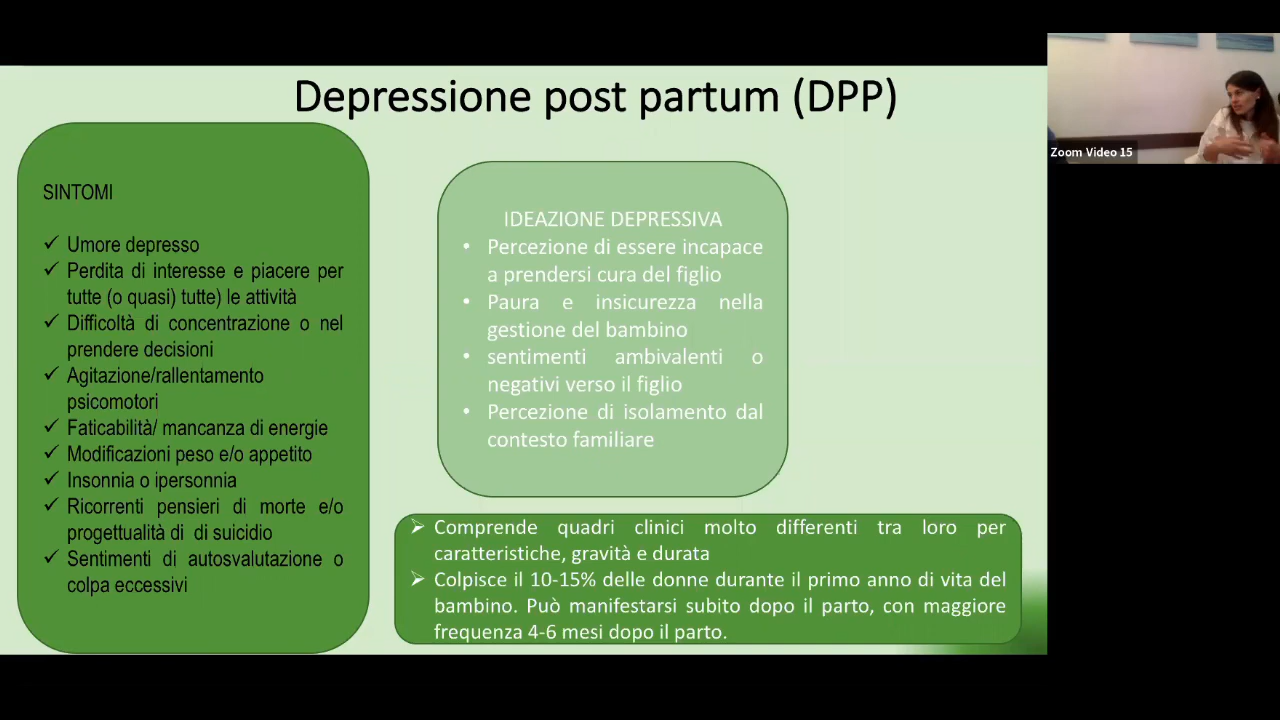 Depressione post partum (DPP)
SINTOMI
Umore depresso
Perdita di interesse e piacere per
tutte (o quasi) tutte) le attività
Difficoltà di concentrazione o nel
prendere decisioni
Agitazione/rallentamento
psicomotori
Faticabilità/ mancanza di energie
Modificazioni peso e/o appetito
Insonnia o ipersonnia
Ricorrenti pensieri di morte e/o
progettualità di di suicidio
Sentimenti di autosvalutazione o
colpa eccessivi
IDEAZIONE DEPRESSIVA
Percezione di essere incapace
a prendersi cura del figlio
Paura e insicurezza nella
gestione del bambino
sentimenti ambivalenti o
negativi verso il figlio
Percezione di isolamento dal
contesto familiare
Comprende quadri clinici molto differenti tra loro per
caratteristiche, gravità e durata
Colpisce il 10-15% delle donne durante il primo anno di vita del
bambino. Può manifestarsi subito dopo il parto, con maggiore
frequenza 4-6 mesi dopo il parto.
Zoom Video 15